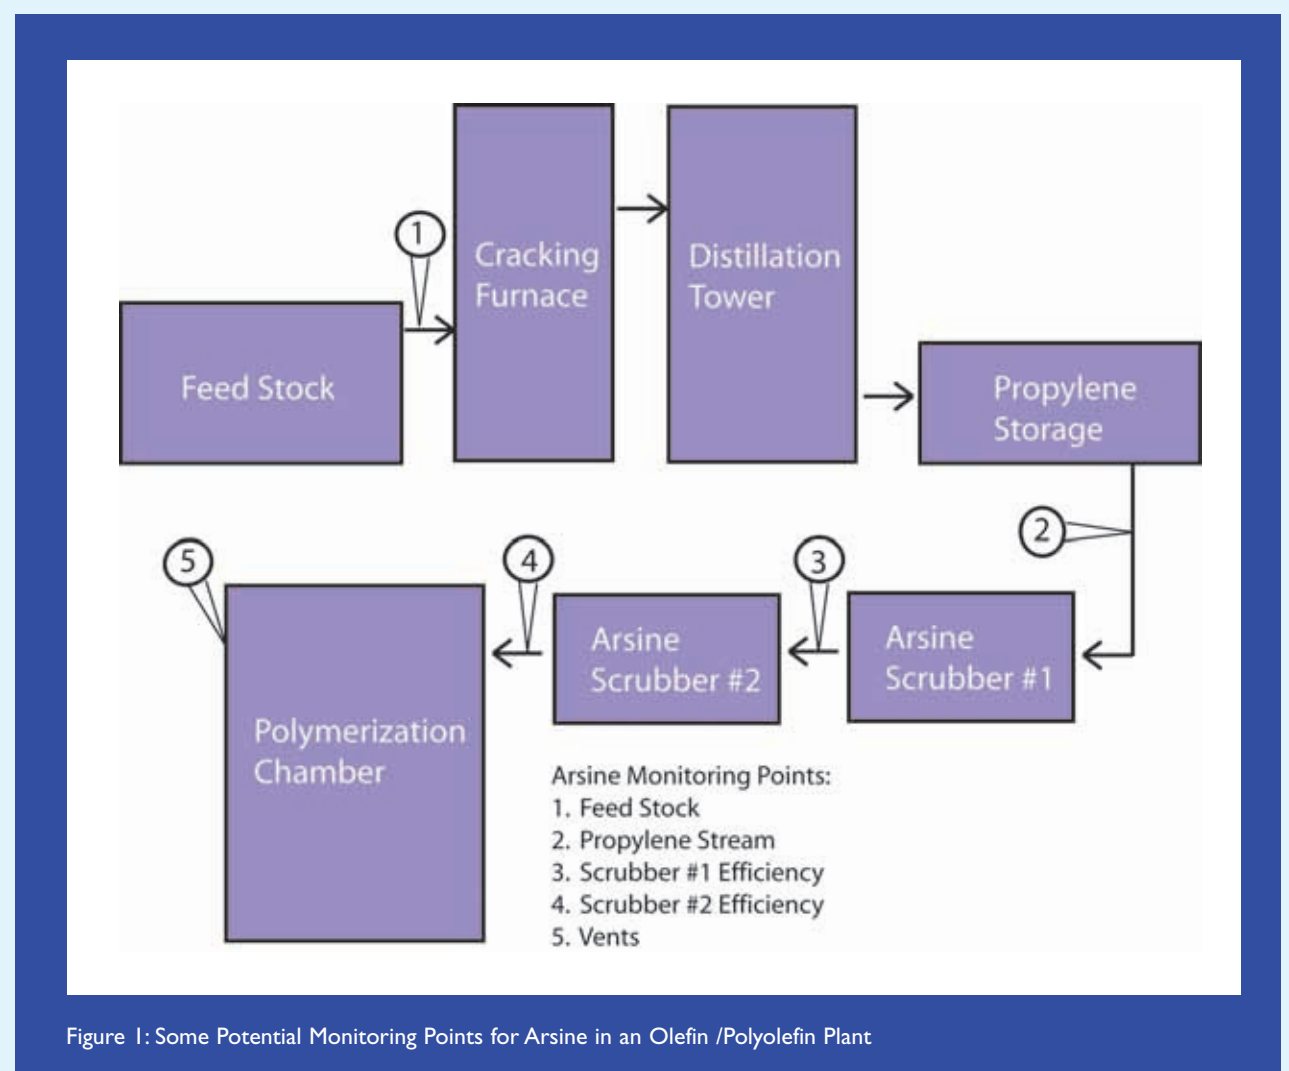 1
Cracking
Furnace
Distillation
Tower
Feed Stock
Propylene
Storage
2
5
4
3
Arsine
Scrubber #2
Arsine
Scrubber #1
Polymerization
Chamber
Arsine Monitoring Points:
1. Feed Stock
2. Propylene Stream
3. Scrubber #1 Efficiency
4. Scrubber #2 Efficiency
5. Vents
Figure 1: Some Potential Monitoring Points for Arsine in an Olefin /Polyolefin Plant